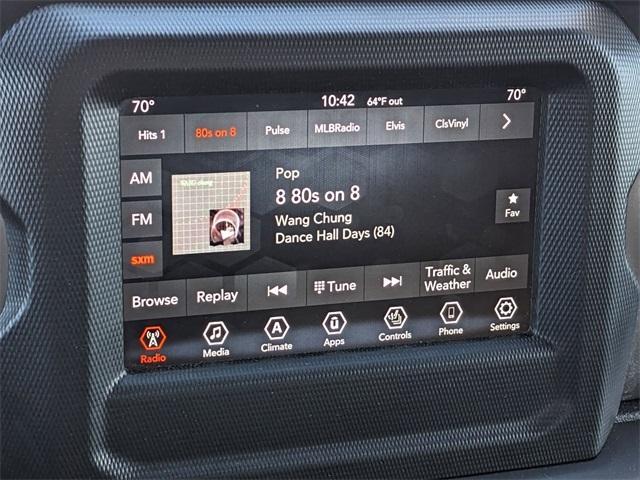 70° 10:42 64°F out 70°
Hits 1 80s on 8 Pulse MLBRadio Elvis ClsVinyl
AM
FM
sxm
Pop
8 80s on 8
Wang Chung
Dance Hall Days (84)
Fav
Browse Replay Tune Traffic & Weather Audio
Radio Media Climate Apps Controls Phone Settings